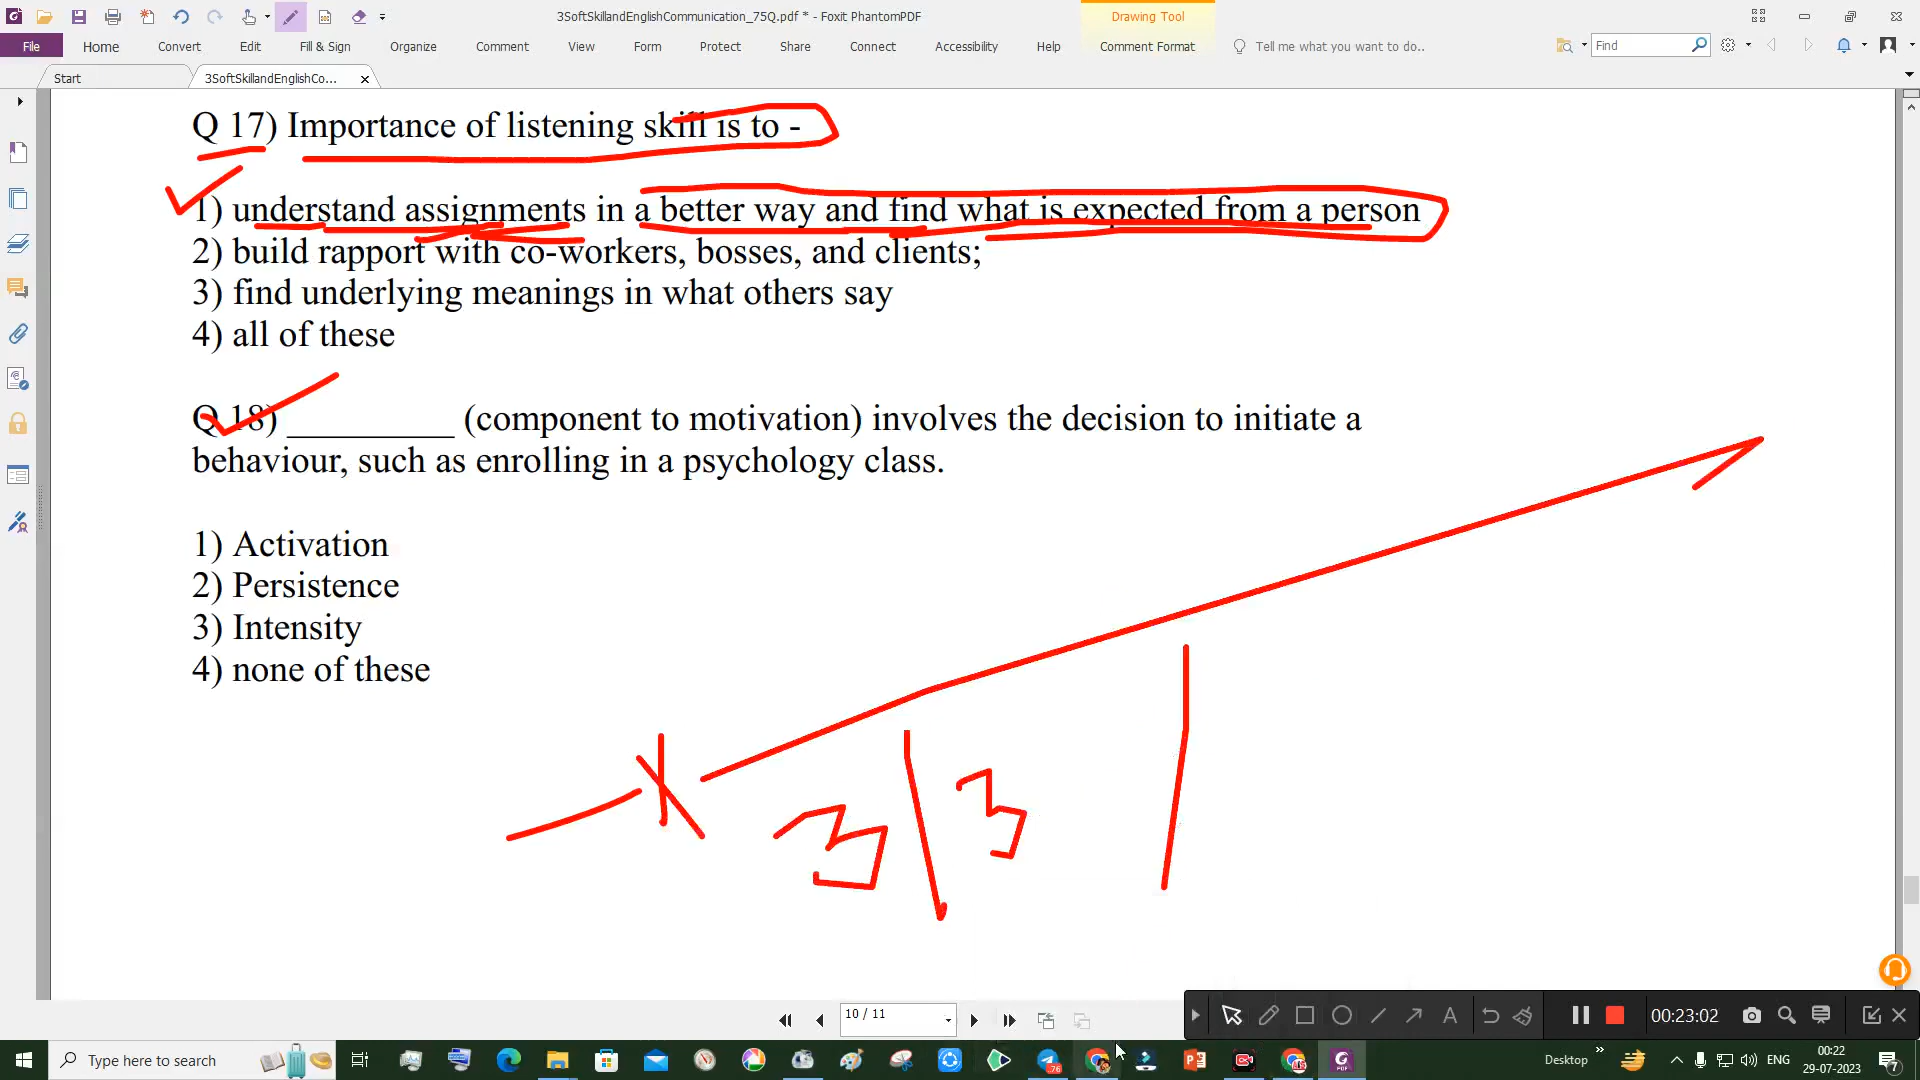 3SoftSkillandEnglishCommunication_75Q.pdf * - Foxit PhantomPDF
Drawing Tool
File Home Convert Edit Fill & Sign Organize Comment View Form Protect Share Connect Accessibility Help Comment Format Tell me what you want to do.. Find
Start 3SoftSkillandEnglishCo...
Q 17) Importance of listening skill is to -
1) understand assignments in a better way and find what is expected from a person
2) build rapport with co-workers, bosses, and clients;
3) find underlying meanings in what others say
4) all of these
Q 18) _________ (component to motivation) involves the decision to initiate a
behaviour, such as enrolling in a psychology class.
1) Activation
2) Persistence
3) Intensity
4) none of these
3 3
10 / 11
00:23:02
Type here to search
76
Desktop
ENG
00:22
29-07-2023
7